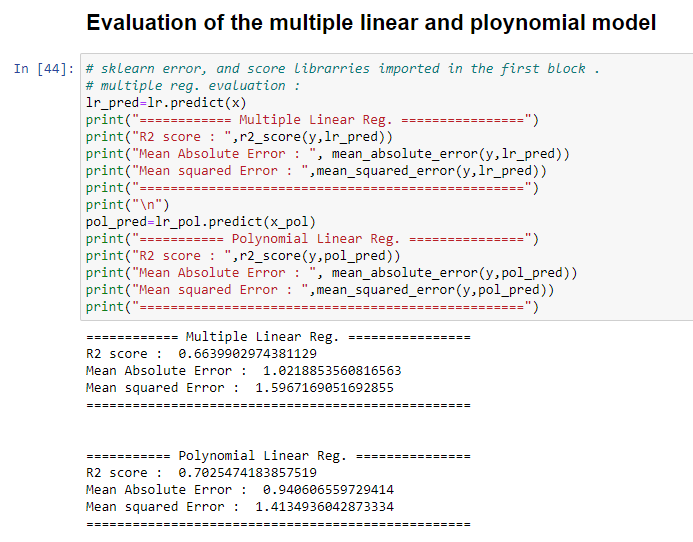 Evaluation of the multiple linear and ploynomial model
In [44]: # sklearn error, and score librarries imported in the first block .
# multiple reg. evaluation :
lr_pred=lr.predict(x)
print("============ Multiple Linear Reg. ================")
print("R2 score : ",r2_score(y,lr_pred))
print("Mean Absolute Error : ", mean_absolute_error(y,lr_pred))
print("Mean squared Error : ",mean_squared_error(y,lr_pred))
print("==================================================")
print("\n")
pol_pred=lr_pol.predict(x_pol)
print("=========== Polynomial Linear Reg. ===============")
print("R2 score : ",r2_score(y,pol_pred))
print("Mean Absolute Error : ", mean_absolute_error(y,pol_pred))
print("Mean squared Error : ",mean_squared_error(y,pol_pred))
print("==================================================")
============ Multiple Linear Reg. ================
R2 score :  0.6639902974381129
Mean Absolute Error :  1.0218853560816563
Mean squared Error :  1.5967169051692855
==================================================
=========== Polynomial Linear Reg. ===============
R2 score :  0.7025474183857519
Mean Absolute Error :  0.940606559729414
Mean squared Error :  1.4134936042873334
==================================================